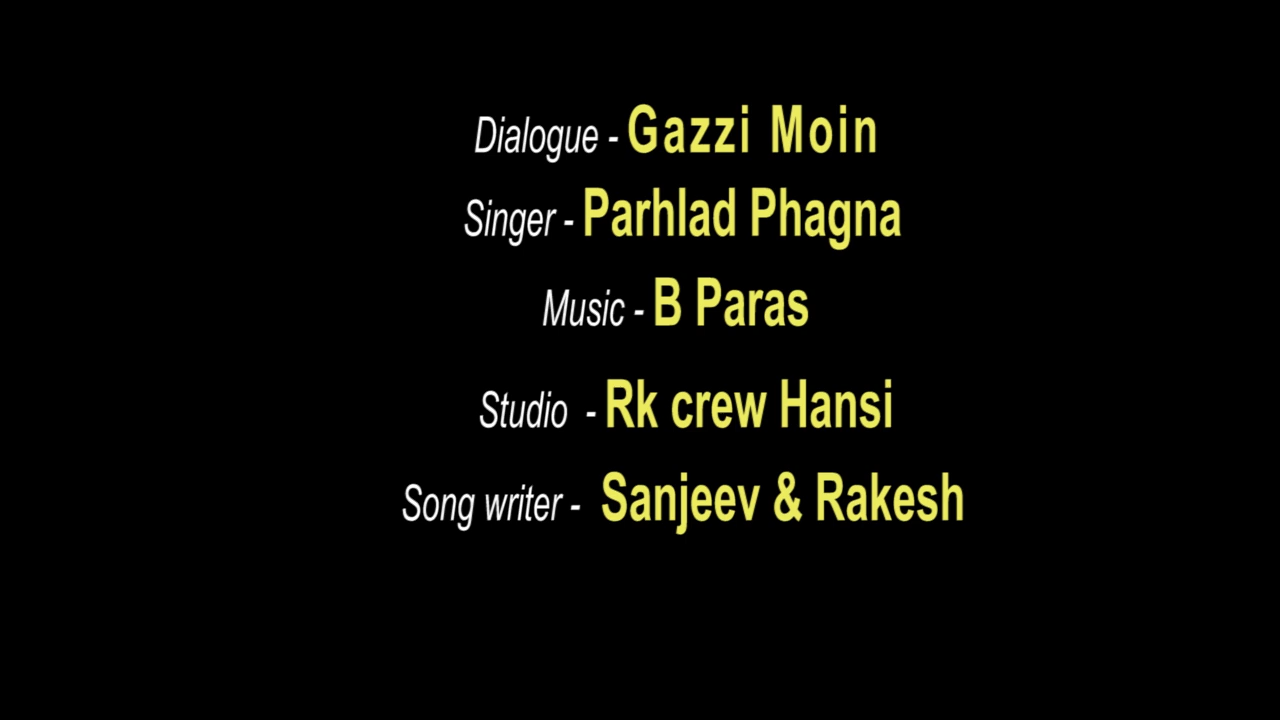 Dialogue - Gazzi Moin
Singer - Parhlad Phagna
Music - B Paras
Studio - Rk crew Hansi
Song writer - Sanjeev & Rakesh